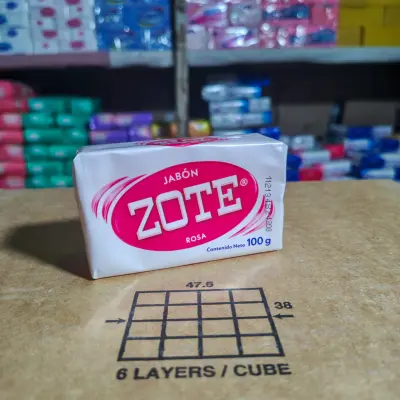 JABÓN
ZOTE®
ROSA
Contenido Neto 100 g
47.6
38
6 LAYERS / CUBE